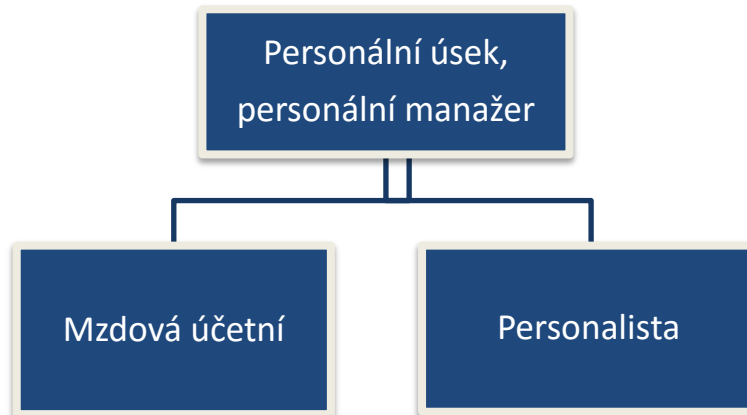 Personální úsek,
personální manažer
Mzdová účetní
Personalista